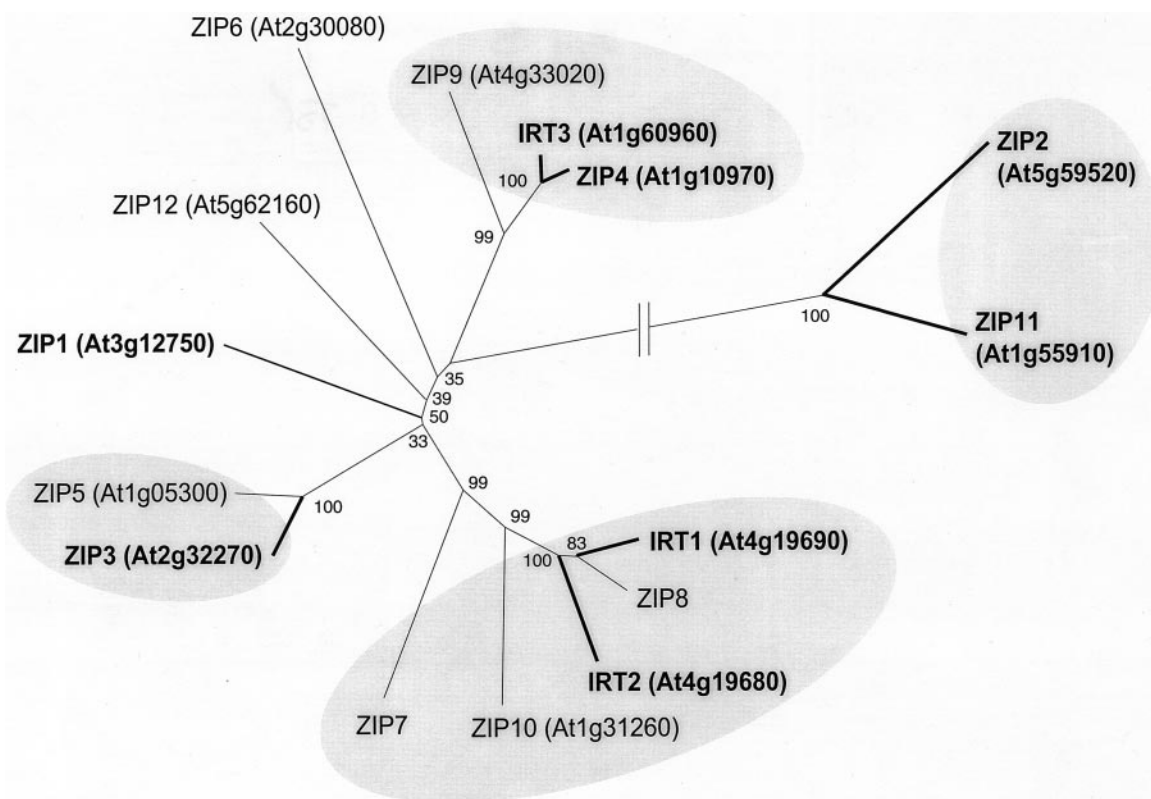 ZIP6 (At2g30080)
ZIP9 (At4g33020)
IRT3 (At1g60960)
100
ZIP4 (At1g10970)
ZIP2
(At5g59520)
ZIP12 (At5g62160)
99
100
ZIP11
(At1g55910)
ZIP1 (At3g12750)
35
39
50
33
ZIP5 (At1g05300)
100
ZIP3 (At2g32270)
99
99
83
IRT1 (At4g19690)
100
ZIP8
IRT2 (At4g19680)
ZIP7
ZIP10 (At1g31260)